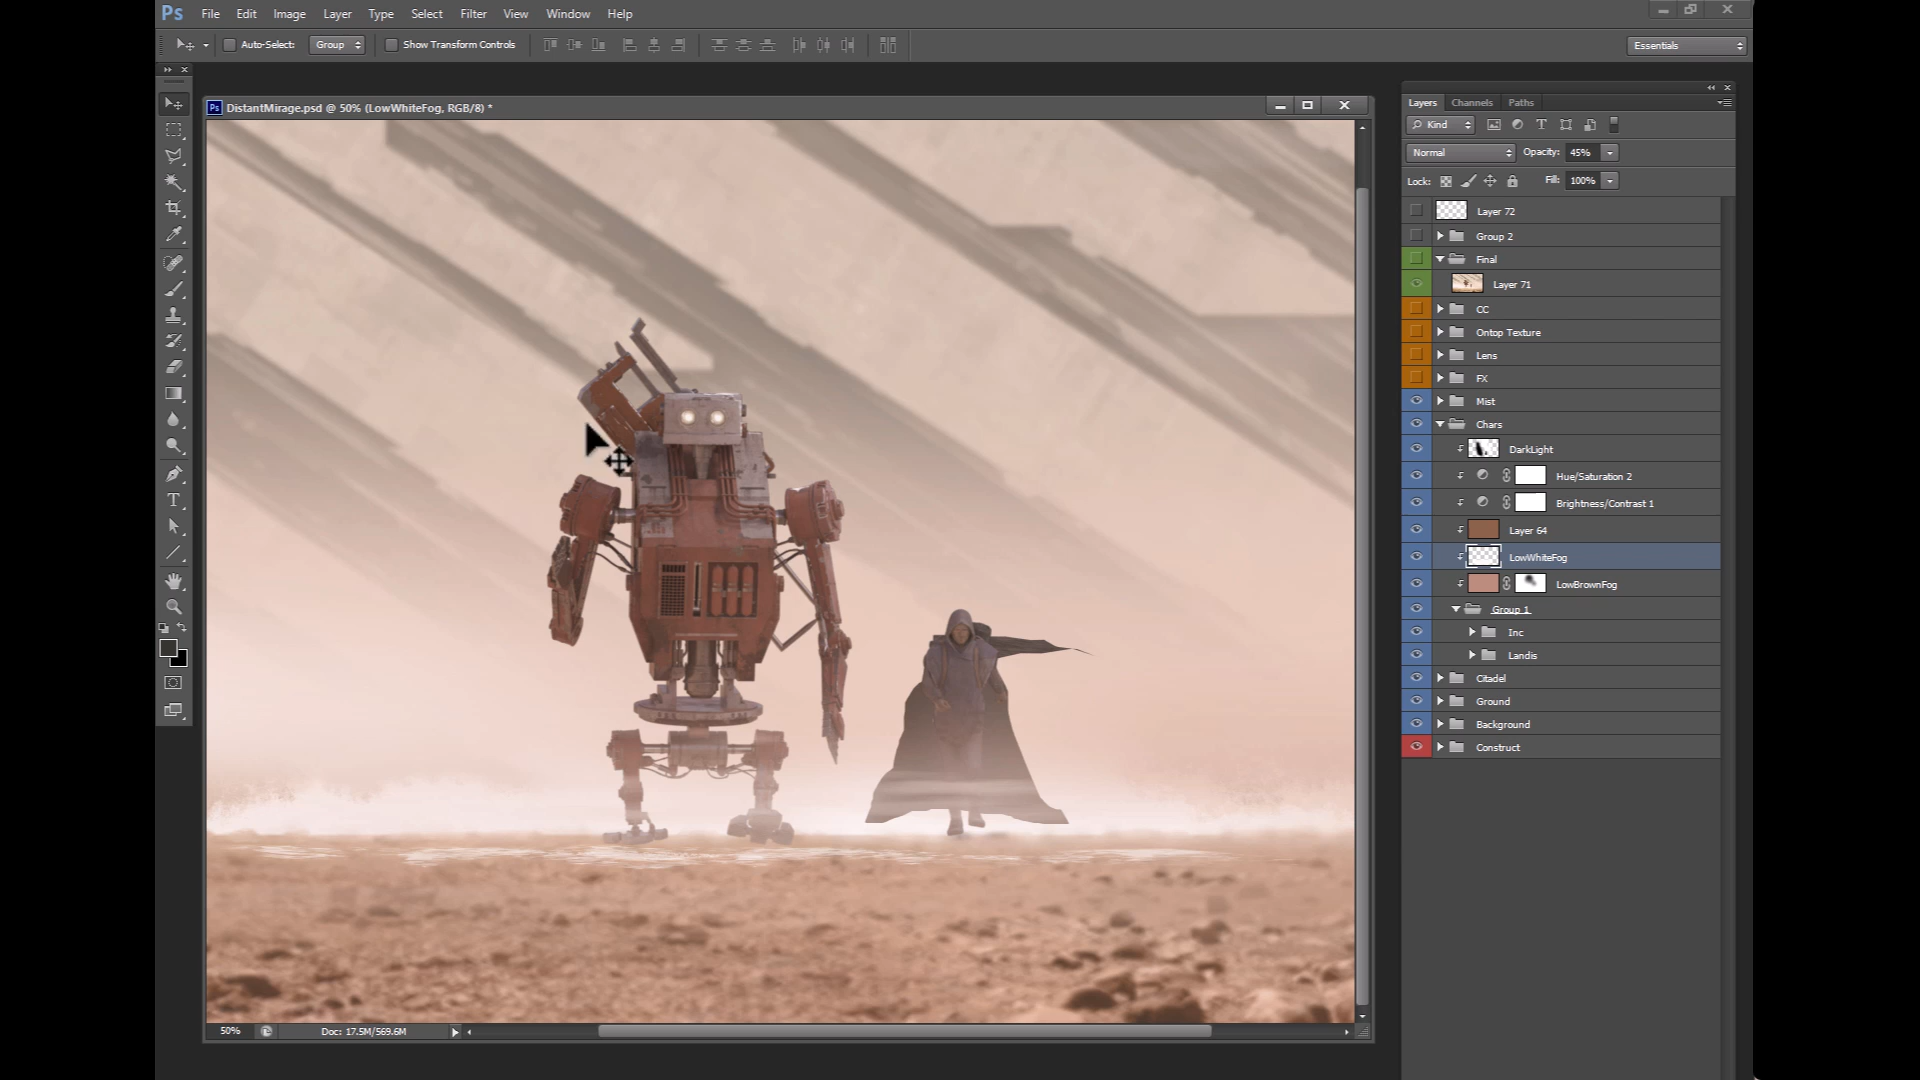 Ps File Edit Image Layer Type Select Filter View Window Help
Auto-Select: Group Show Transform Controls Essentials
Ps DistantMirage.psd @ 50% (LowWhiteFog, RGB/8) *
Layers Channels Paths
Kind
Normal Opacity: 45%
Lock: Fill: 100%
Layer 72
Group 2
Final
Layer 71
CC
Ontop Texture
Lens
FX
Mist
Chars
DarkLight
Hue/Saturation 2
Brightness/Contrast 1
Layer 64
LowWhiteFog
LowBrownFog
Group 1
Inc
Landis
Citadel
Ground
Background
Construct
50% Doc: 17.5M/569.6M